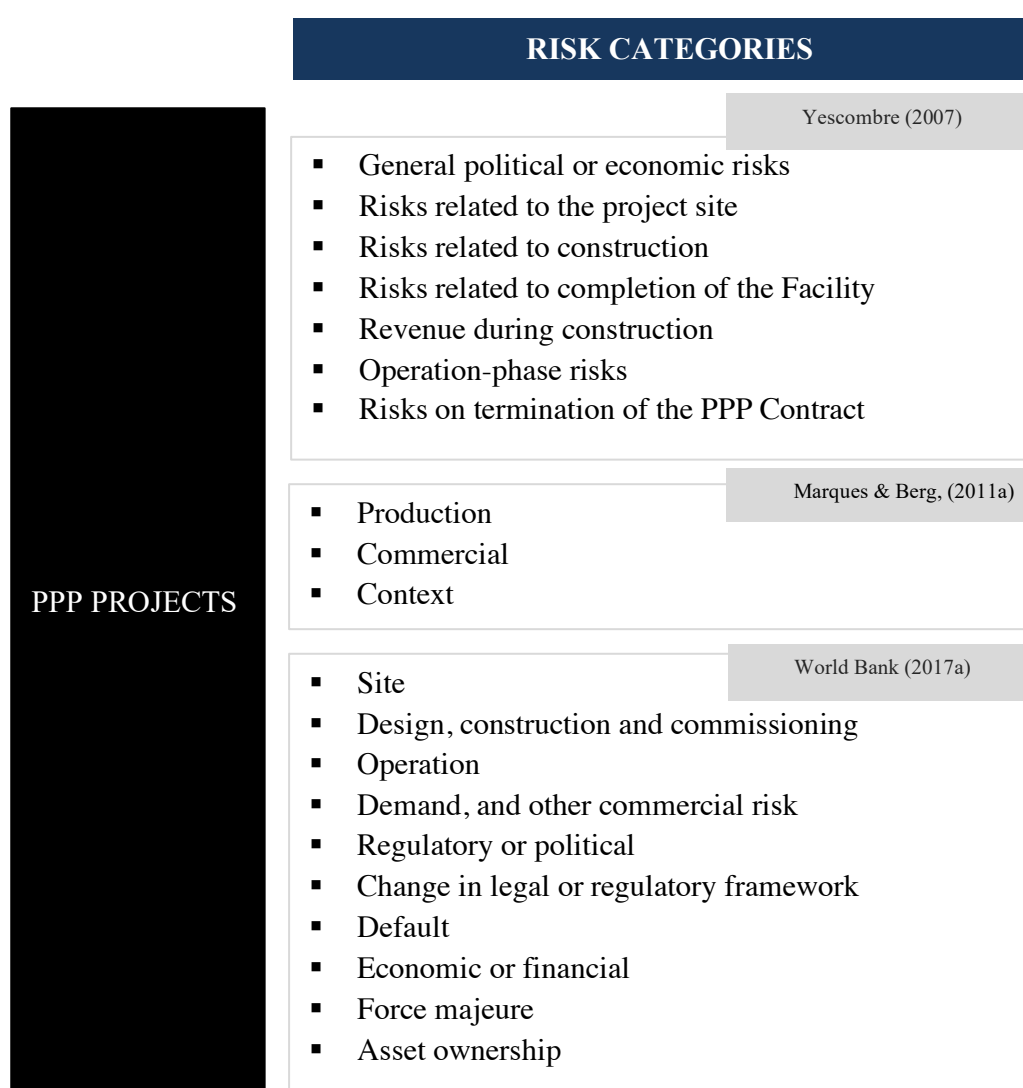 RISK CATEGORIES
PPP PROJECTS
Yescombre (2007)
▪ General political or economic risks
▪ Risks related to the project site
▪ Risks related to construction
▪ Risks related to completion of the Facility
▪ Revenue during construction
▪ Operation-phase risks
▪ Risks on termination of the PPP Contract
Marques & Berg, (2011a)
▪ Production
▪ Commercial
▪ Context
World Bank (2017a)
▪ Site
▪ Design, construction and commissioning
▪ Operation
▪ Demand, and other commercial risk
▪ Regulatory or political
▪ Change in legal or regulatory framework
▪ Default
▪ Economic or financial
▪ Force majeure
▪ Asset ownership